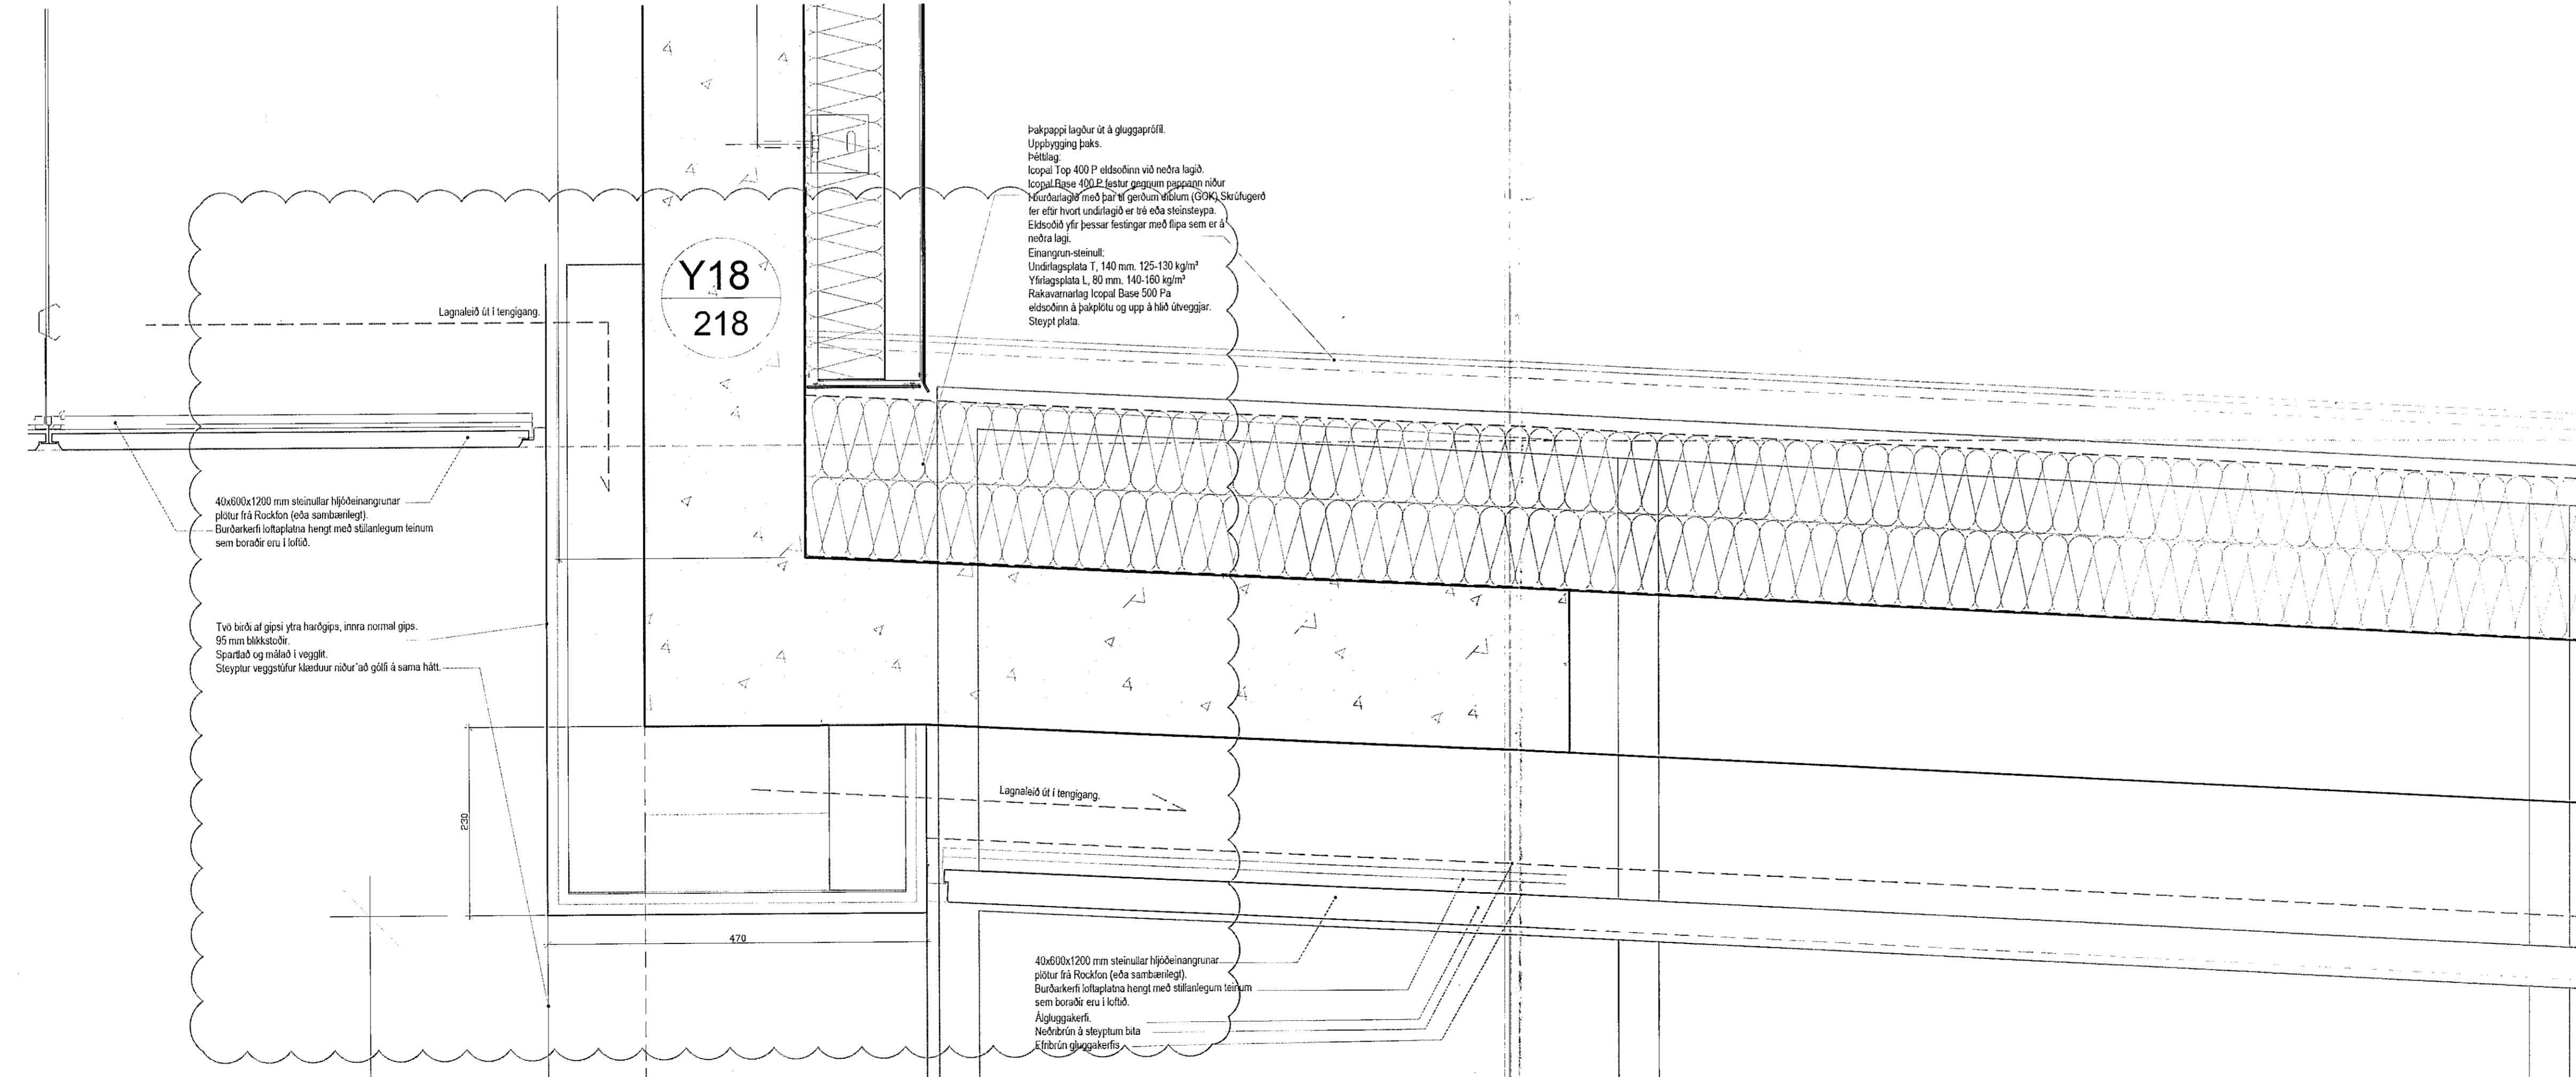 Þakpappi lagður út á gluggaprófíl.
Uppbygging þaks.
Þéttilag:
Icopal Top 400 P eldsoðinn við neðra lagið.
Icopal Base 400 P festur gegnum pappann niður
í burðarlagið með þar til gerðum díblum (GOK) Skrúfugerð
fer eftir hvort undirlagið er tré eða steinsteypa.
Eldsoðið yfir þessar festingar með flipa sem er á
neðra lagi.
Einangrun-steinull:
Undirlagsplata T, 140 mm. 125-130 kg/m³
Yfirlagsplata L, 80 mm. 140-160 kg/m³
Rakavarnarlag Icopal Base 500 Pa
eldsoðinn á þakplötu og upp á hlið útveggjar.
Steypt plata.
Y18
218
Lagnaleið út í tengigang.
40x600x1200 mm steinullar hljóðeinangrunar
plötur frá Rockfon (eða sambærilegt).
Burðarkerfi loftaplatna hengt með stillanlegum teinum
sem boraðir eru í loftið.
Tvö birði af gipsi ytra harðgips, innra normal gips.
95 mm blikkstoðir.
Spartlað og málað í vegglit.
Steyptur veggstúfur klæduur niður að gólfi á sama hátt.
230
Lagnaleið út í tengigang.
470
40x600x1200 mm steinullar hljóðeinangrunar
plötur frá Rockfon (eða sambærilegt).
Burðarkerfi loftaplatna hengt með stillanlegum teinum
sem boraðir eru í loftið.
Álgluggakerfi.
Neðribrún á steyptum bita
Efribrún gluggakerfis